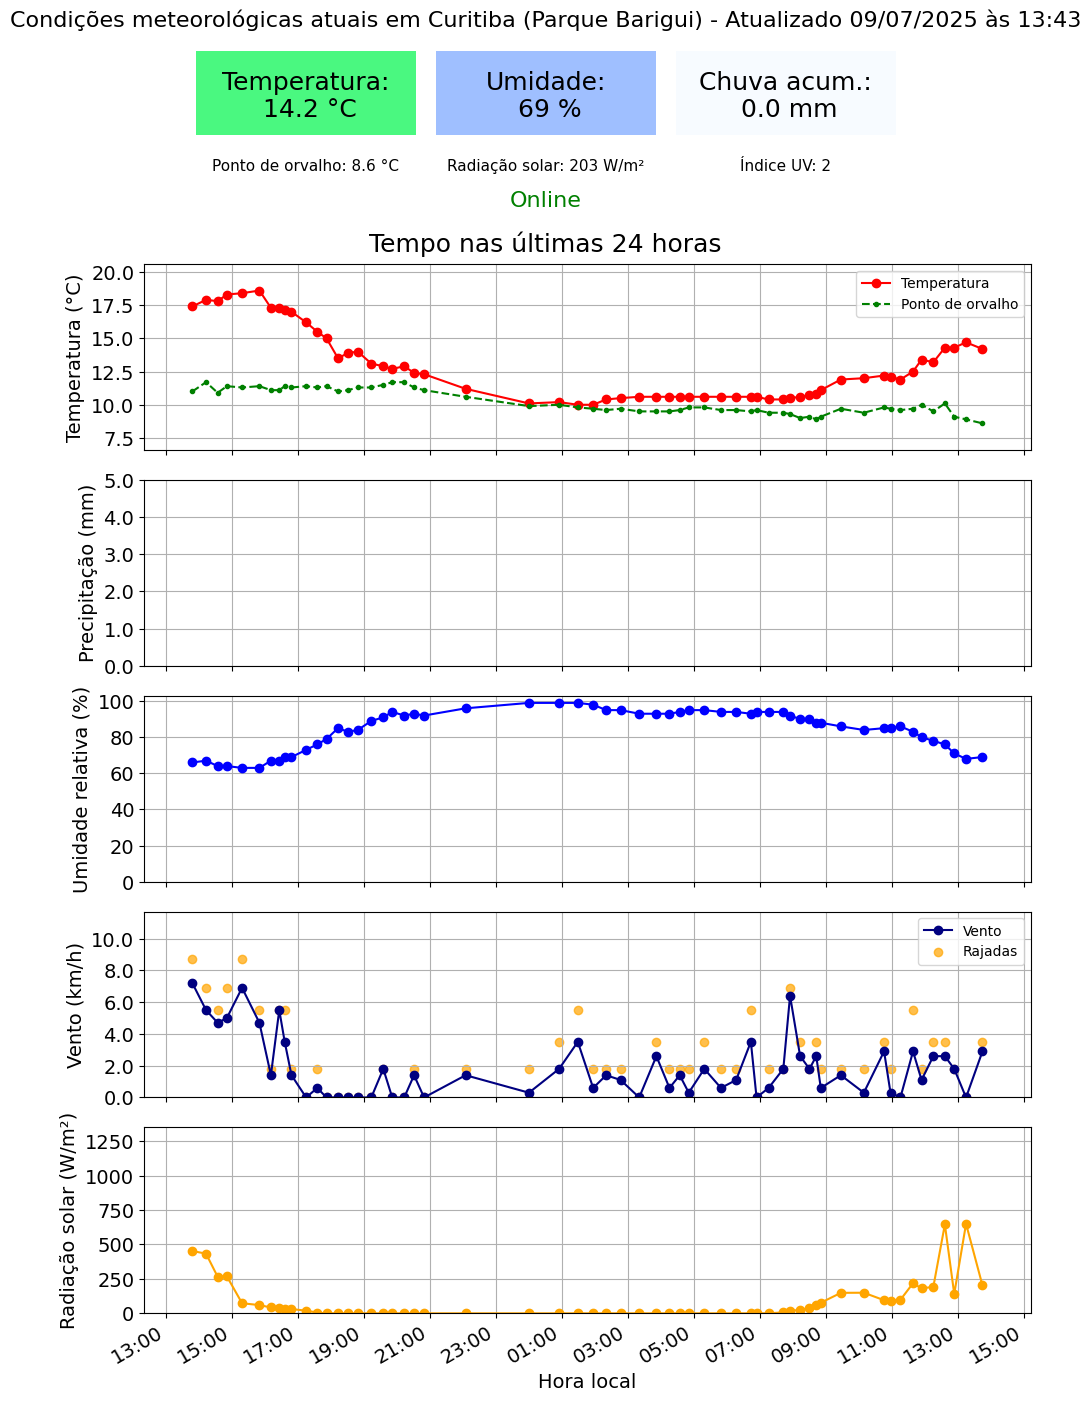 Condições meteorológicas atuais em Curitiba (Parque Barigui) - Atualizado 09/07/2025 às 13:43
Temperatura:
14.2 °C
Umidade:
69 %
Chuva acum.:
0.0 mm
Ponto de orvalho: 8.6 °C
Radiação solar: 203 W/m²
Índice UV: 2
Online
Tempo nas últimas 24 horas
Temperatura (°C)
20.0
17.5
15.0
12.5
10.0
7.5
Temperatura
Ponto de orvalho
Precipitação (mm)
5.0
4.0
3.0
2.0
1.0
0.0
Umidade relativa (%)
100
80
60
40
20
0
Vento (km/h)
10.0
8.0
6.0
4.0
2.0
0.0
Vento
Rajadas
Radiação solar (W/m²)
1250
1000
750
500
250
0
13:00
15:00
17:00
19:00
21:00
23:00
01:00
03:00
05:00
07:00
09:00
11:00
13:00
15:00
Hora local